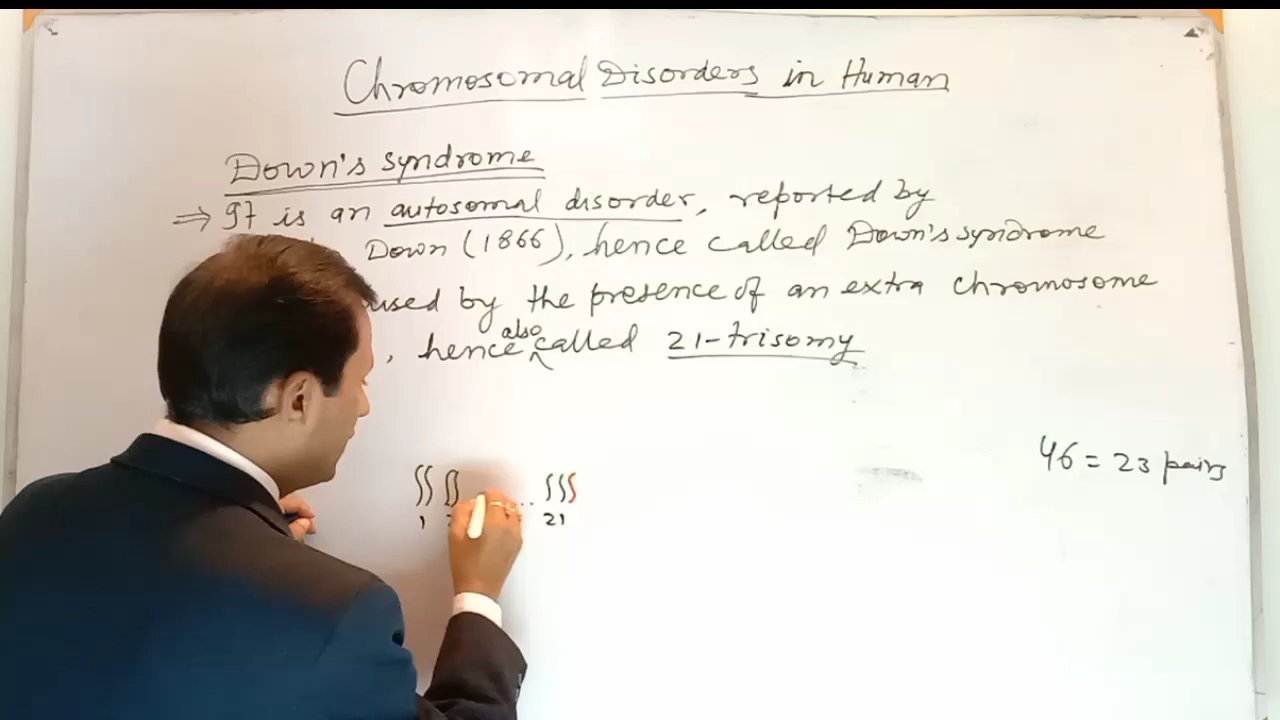 Chromosomal Disorders in Human
Down's syndrome
⇒ It is an autosomal disorder, reported by
Down (1866), hence called Down's syndrome
used by the presence of an extra chromosome
, hence also called 21-trisomy
46 = 23 pairs
1 ... 21